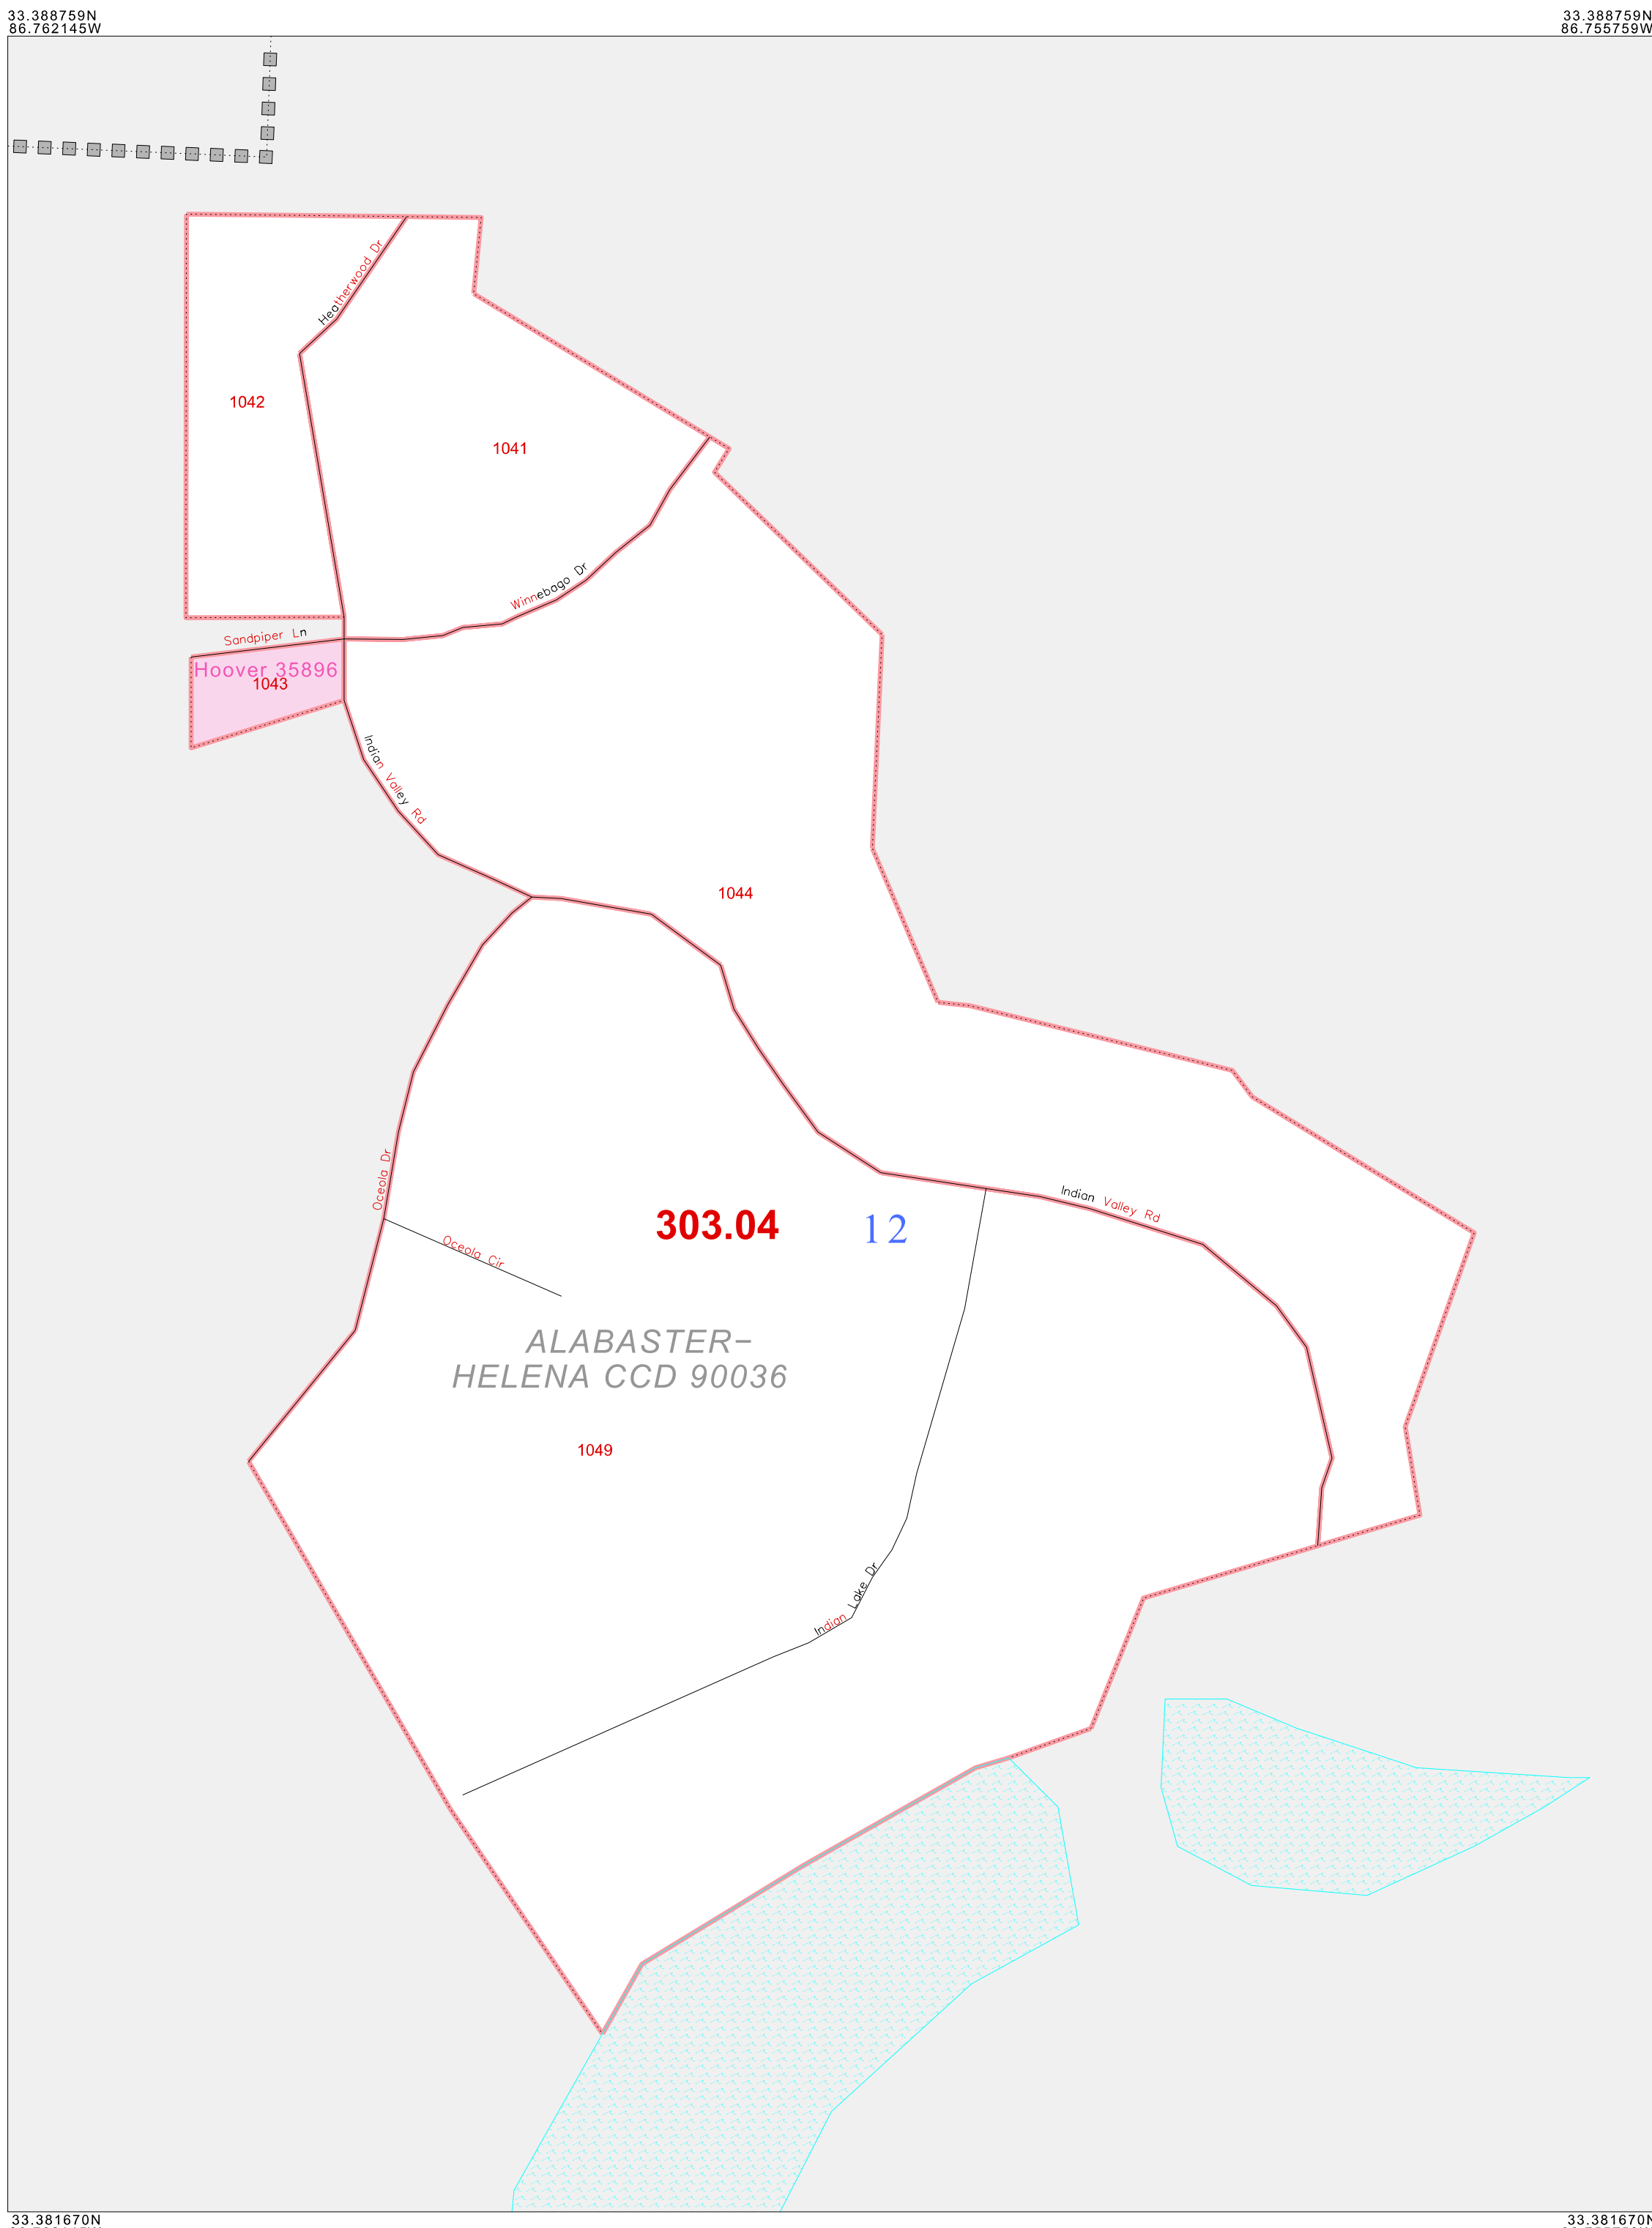 33.388759N
86.762145W
33.388759N
86.755759W
Heatherwood Dr
1042
1041
Winnebago Dr
Sandpiper Ln
Hoover 35896
1043
Indian Valley Rd
1044
Oceola Dr
Indian Valley Rd
303.04
12
Oceola Cir
ALABASTER-
HELENA CCD 90036
1049
Indian Lake Dr
33.381670N
33.381670N